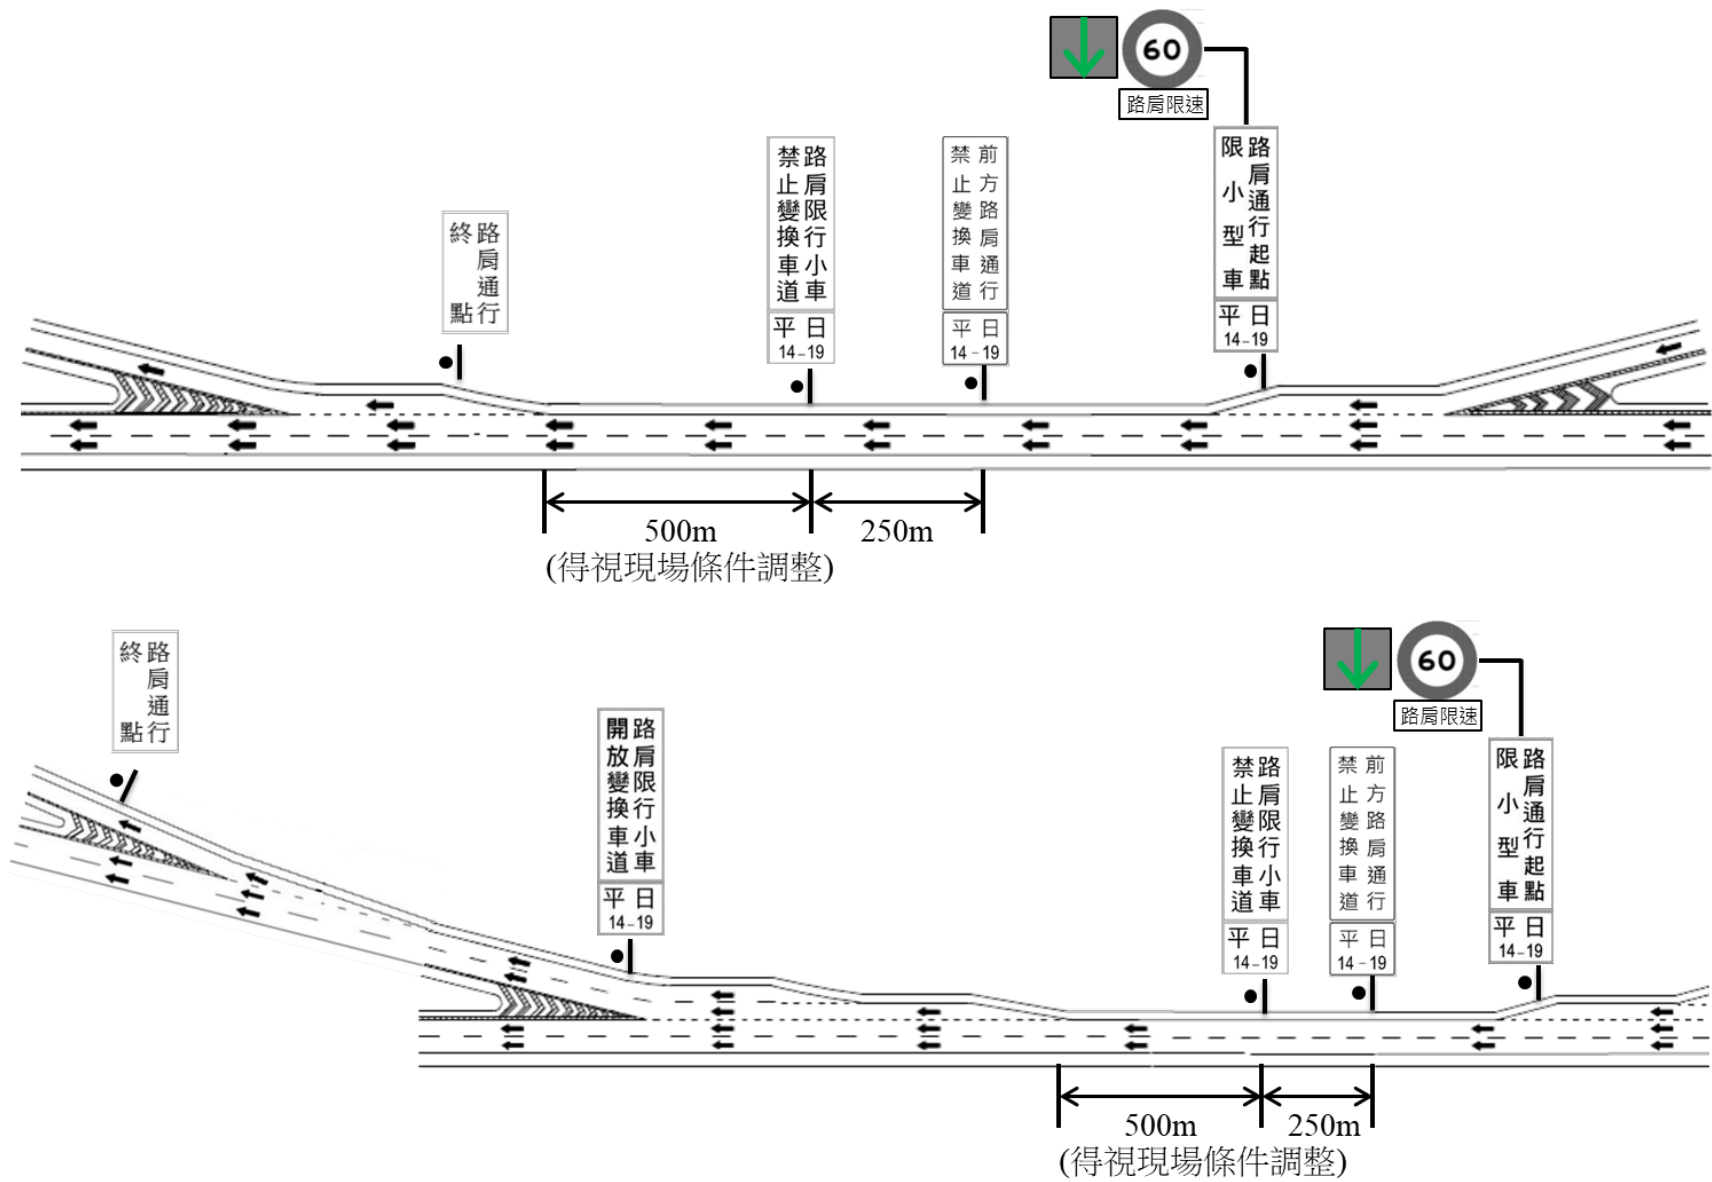 60
路肩限速
路肩通行起點
限小型車
平日
14-19
前方路肩通行
禁止變換車道
平日
14-19
路肩限行小車
禁止變換車道
平日
14-19
路肩通行
終點
500m
250m
(得視現場條件調整)
60
路肩限速
路肩通行起點
限小型車
平日
14-19
前方路肩通行
禁止變換車道
平日
14-19
路肩限行小車
禁止變換車道
平日
14-19
路肩限行小車
開放變換車道
平日
14-19
路肩通行
終點
500m
250m
(得視現場條件調整)